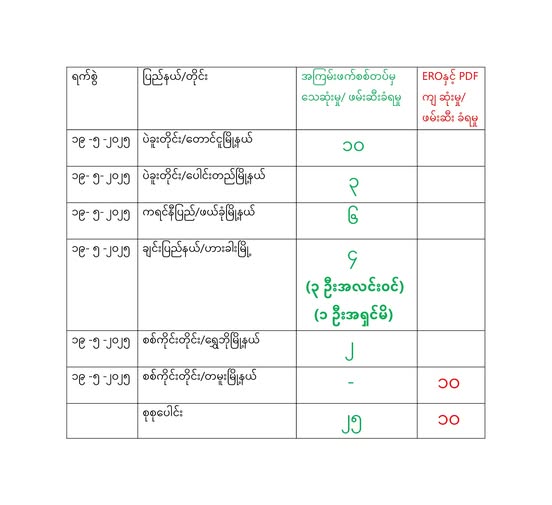 ရက်စွဲ
ပြည်နယ်/တိုင်း
အကြမ်းဖက်စစ်တပ်မှ
သေဆုံးမှု/ ဖမ်းဆီးခံရမှု
EROနှင့် PDF
ကျ ဆုံးမှု/
ဖမ်းဆီး ခံရမှု
၁၉ -၅ -၂၀၂၅
ပဲခူးတိုင်း/တောင်ငူမြို့နယ်
၁၀
၁၉- ၅- ၂၀၂၅
ပဲခူးတိုင်း/ပေါင်းတည်မြို့နယ်
၃
၁၉- ၅- ၂၀၂၅
ကရင်နီပြည်/ဖယ်ခုံမြို့နယ်
၆
၁၉- ၅ -၂၀၂၅
ချင်းပြည်နယ်/ဟားခါးမြို့
၄
(၃ ဦးအလင်းဝင်)
(၁ ဦးအရှင်မိ)
၁၉ -၅ -၂၀၂၅
စစ်ကိုင်းတိုင်း/ရွှေဘိုမြို့နယ်
၂
၁၉ -၅ -၂၀၂၅
စစ်ကိုင်းတိုင်း/တမူးမြို့နယ်
-
၁၀
စုစုပေါင်း
၂၅
၁၀